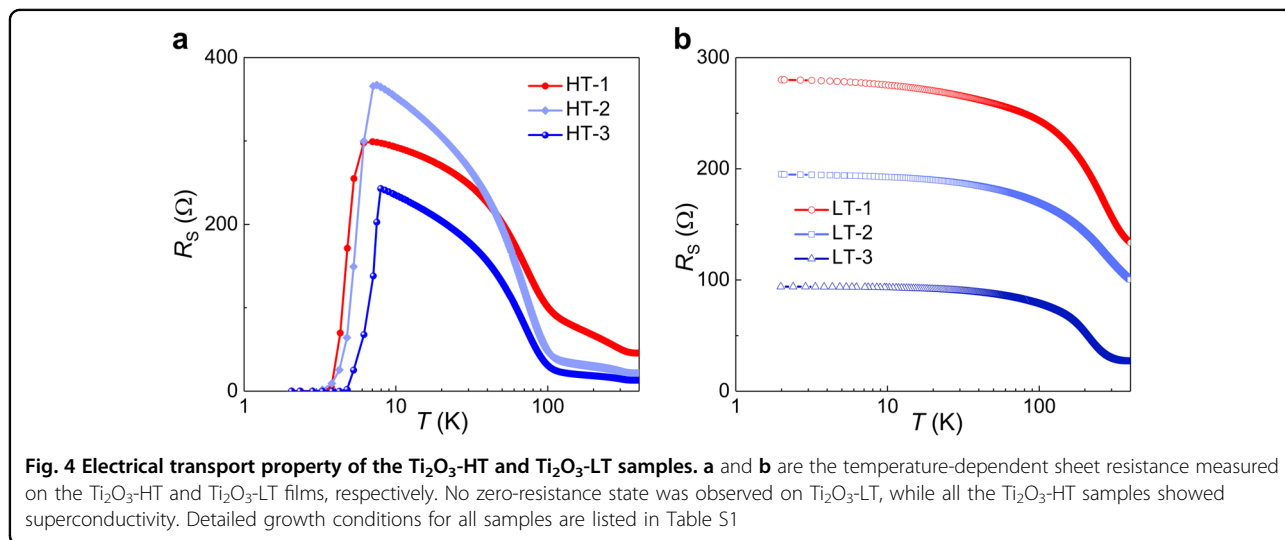 a
400
200
0
1
10
100
R_S (Ω)
T (K)
HT-1
HT-2
HT-3
b
300
200
100
0
1
10
100
R_S (Ω)
T (K)
LT-1
LT-2
LT-3
Fig. 4 Electrical transport property of the Ti₂O₃-HT and Ti₂O₃-LT samples. a and b are the temperature-dependent sheet resistance measured
on the Ti₂O₃-HT and Ti₂O₃-LT films, respectively. No zero-resistance state was observed on Ti₂O₃-LT, while all the Ti₂O₃-HT samples showed
superconductivity. Detailed growth conditions for all samples are listed in Table S1